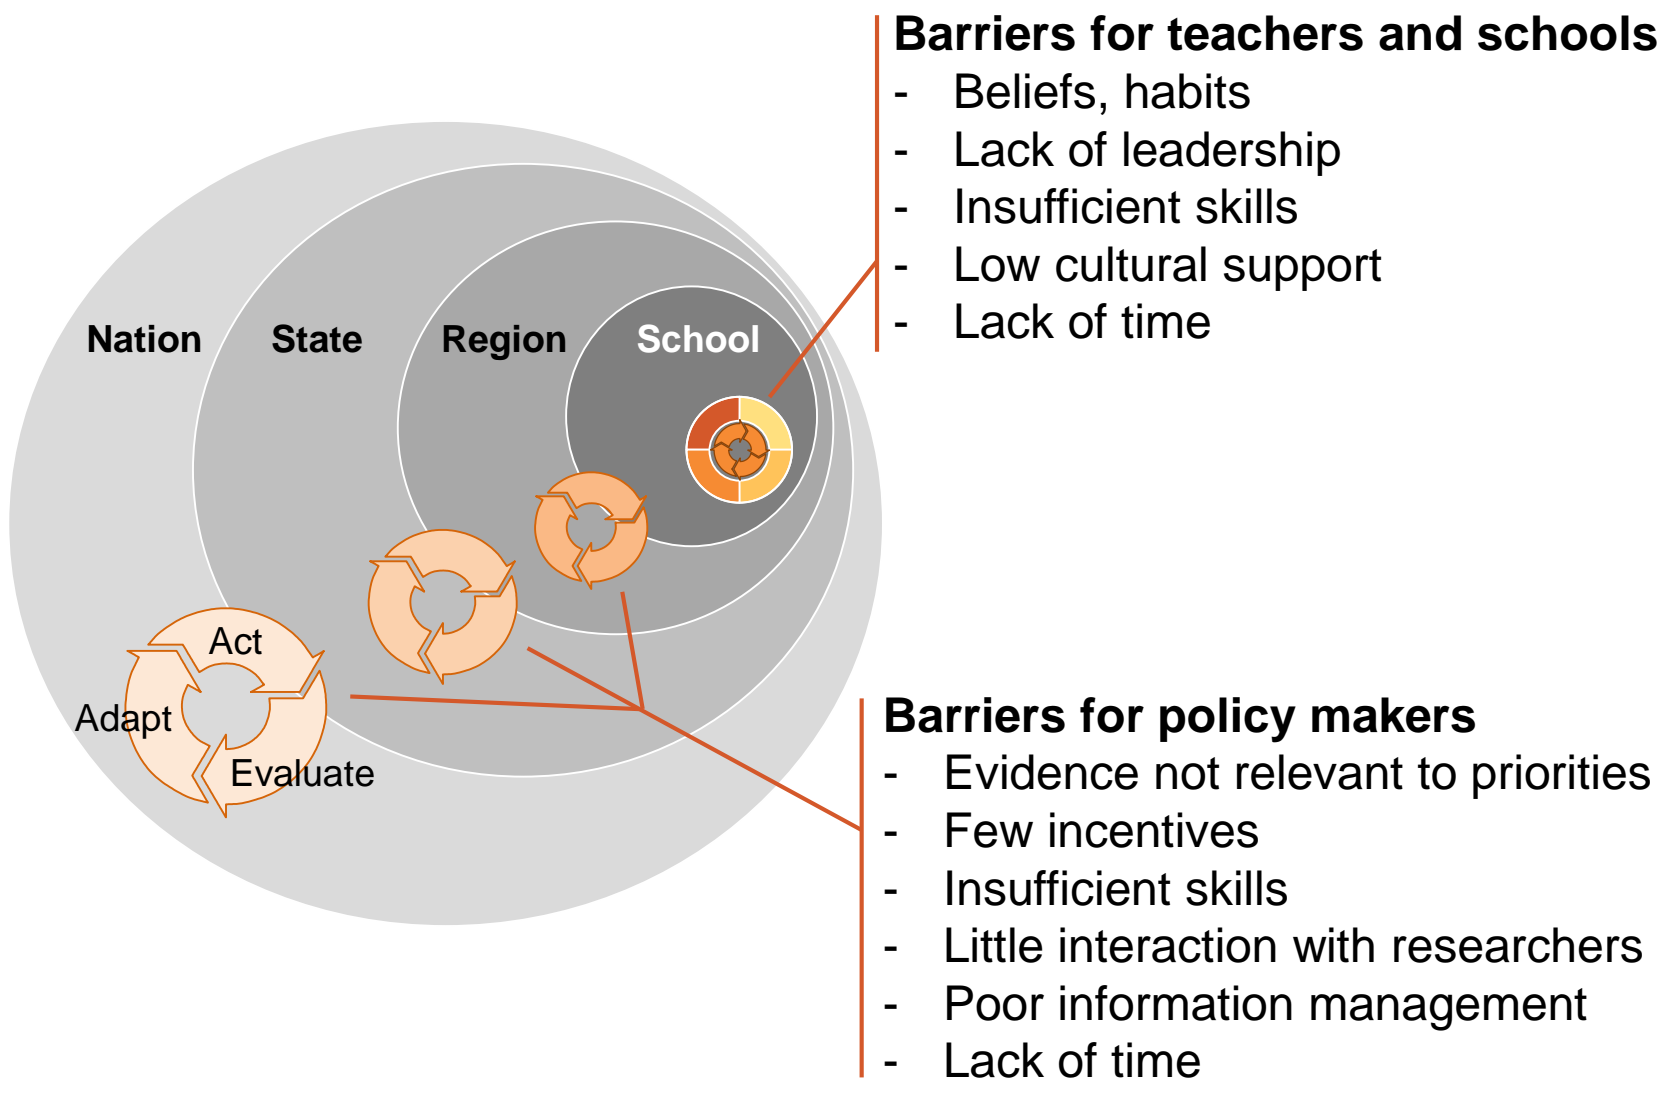 Barriers for teachers and schools
- Beliefs, habits
- Lack of leadership
- Insufficient skills
- Low cultural support
- Lack of time
Nation State Region School
Act
Adapt
Evaluate
Barriers for policy makers
- Evidence not relevant to priorities
- Few incentives
- Insufficient skills
- Little interaction with researchers
- Poor information management
- Lack of time